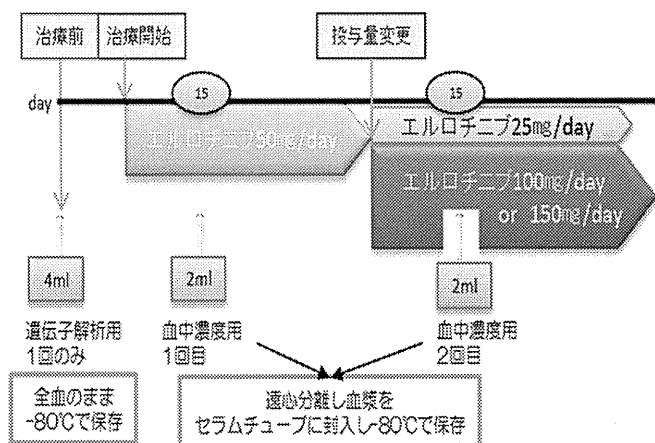 治療前
治療開始
投与量変更
day
15
15
エルロチニブ50mg/day
エルロチニブ25mg/day
エルロチニブ100mg/day
or 150mg/day
4ml
2ml
2ml
遺伝子解析用
1回のみ
血中濃度用
1回目
血中濃度用
2回目
全血のまま
-80℃で保存
遠心分離し血漿を
セラムチューブに封入し-80℃で保存